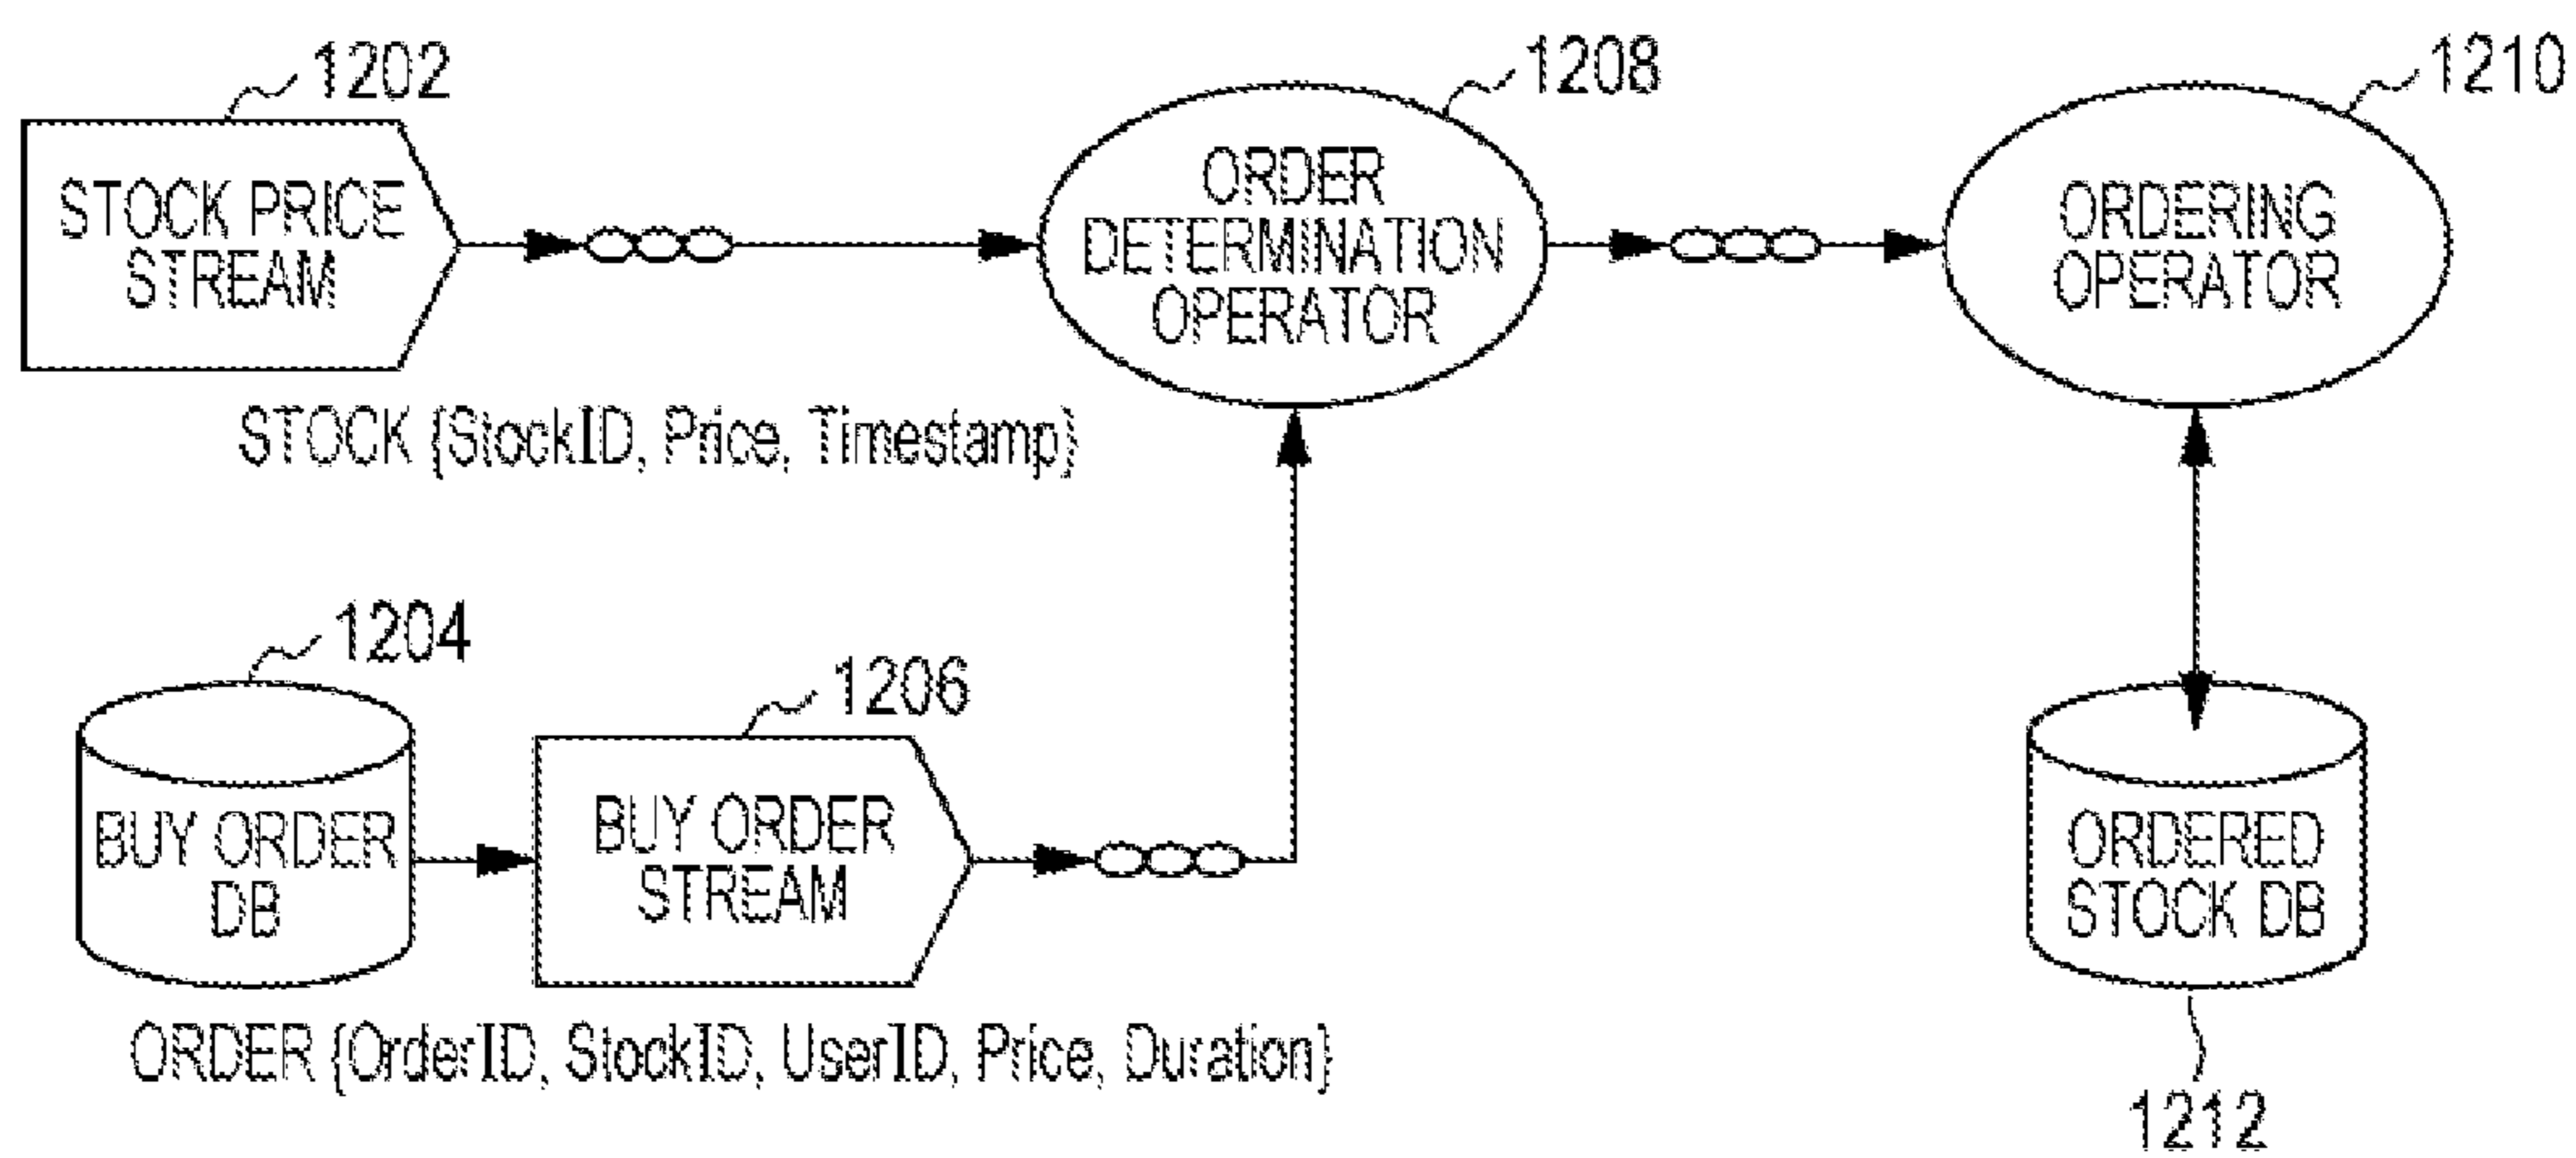 1202
STOCK PRICE
STREAM
STOCK {StockID, Price, Timestamp}
1208
ORDER
DETERMINATION
OPERATOR
1210
ORDERING
OPERATOR
1204
BUY ORDER
DB
1206
BUY ORDER
STREAM
ORDER {OrderID, StockID, UserID, Price, Duration}
ORDERED
STOCK DB
1212